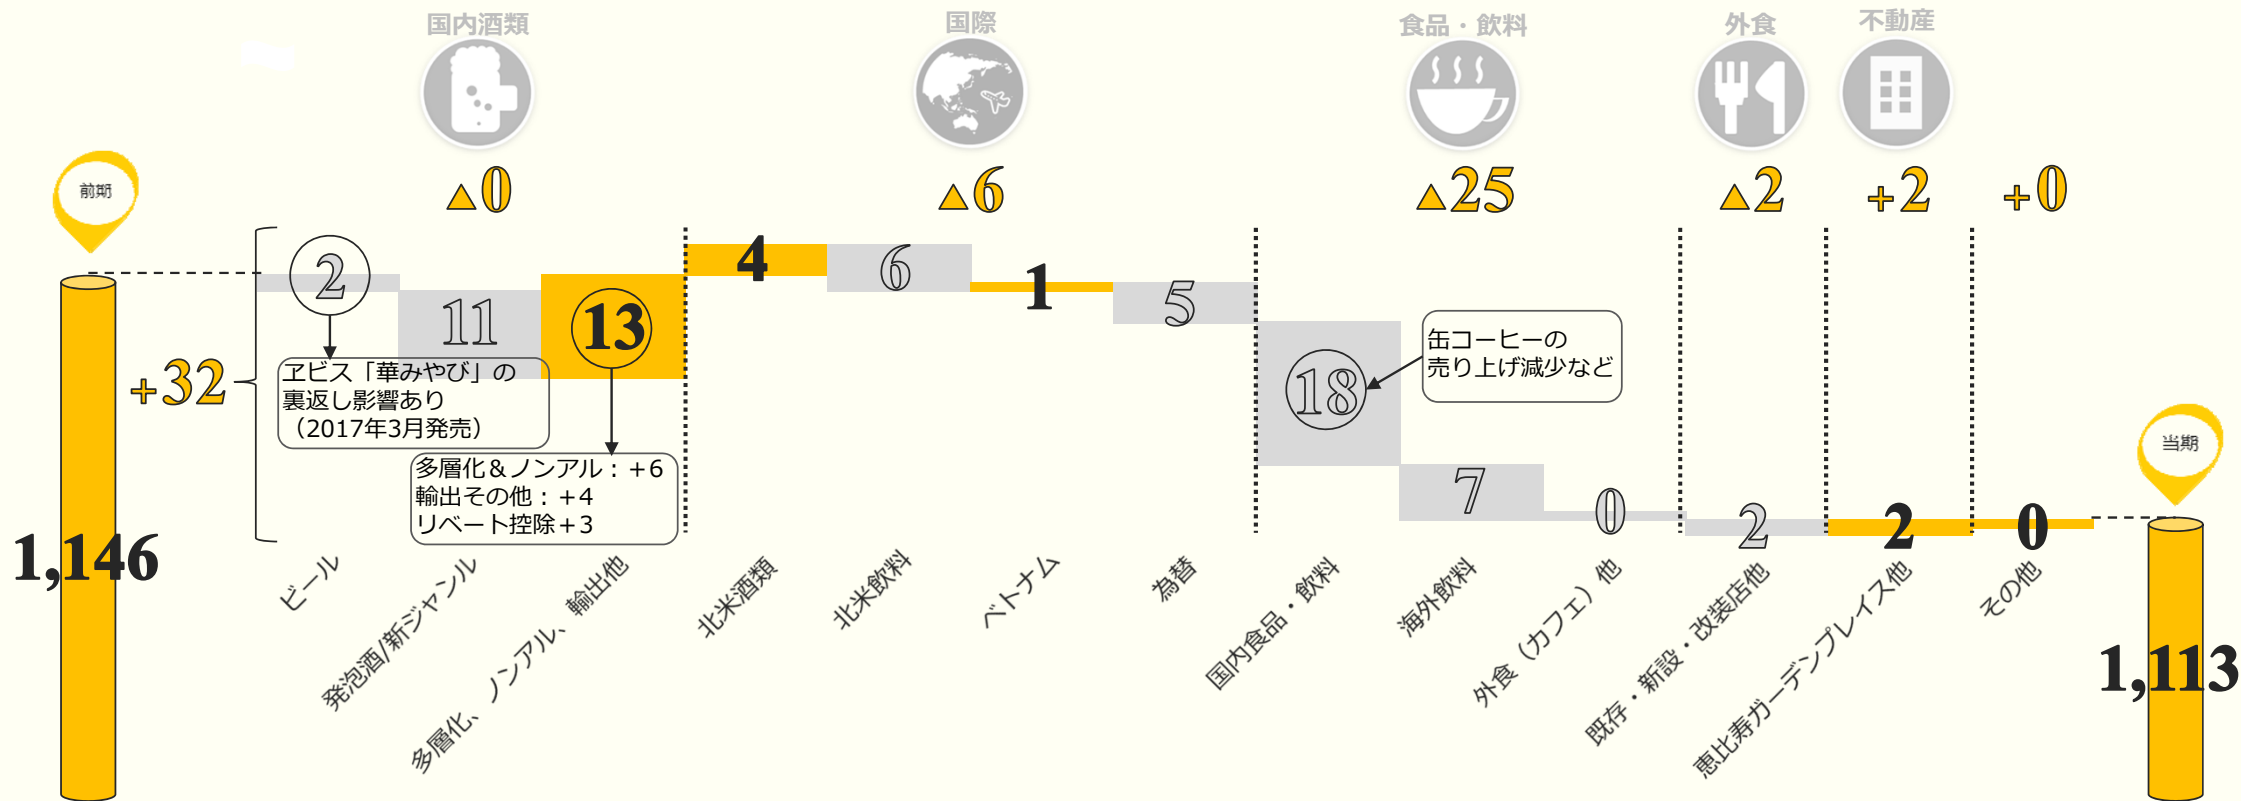 国内酒類
国際
食品・飲料
外食
不動産
▲0
▲6
▲25
▲2
+2
+0
前期
1,146
+32
2
11
13
4
6
1
5
18
7
0
2
2
0
ヱビス「華みやび」の
裏返し影響あり
（2017年3月発売）
多層化＆ノンアル：+6
輸出その他：+4
リベート控除+3
缶コーヒーの
売り上げ減少など
当期
1,113
ビール
発泡酒/新ジャンル
多層化、ノンアル、輸出他
北米酒類
北米飲料
ベトナム
為替
国内食品・飲料
海外飲料
外食（カフェ）他
既存・新設・改装店他
恵比寿ガーデンプレイス他
その他